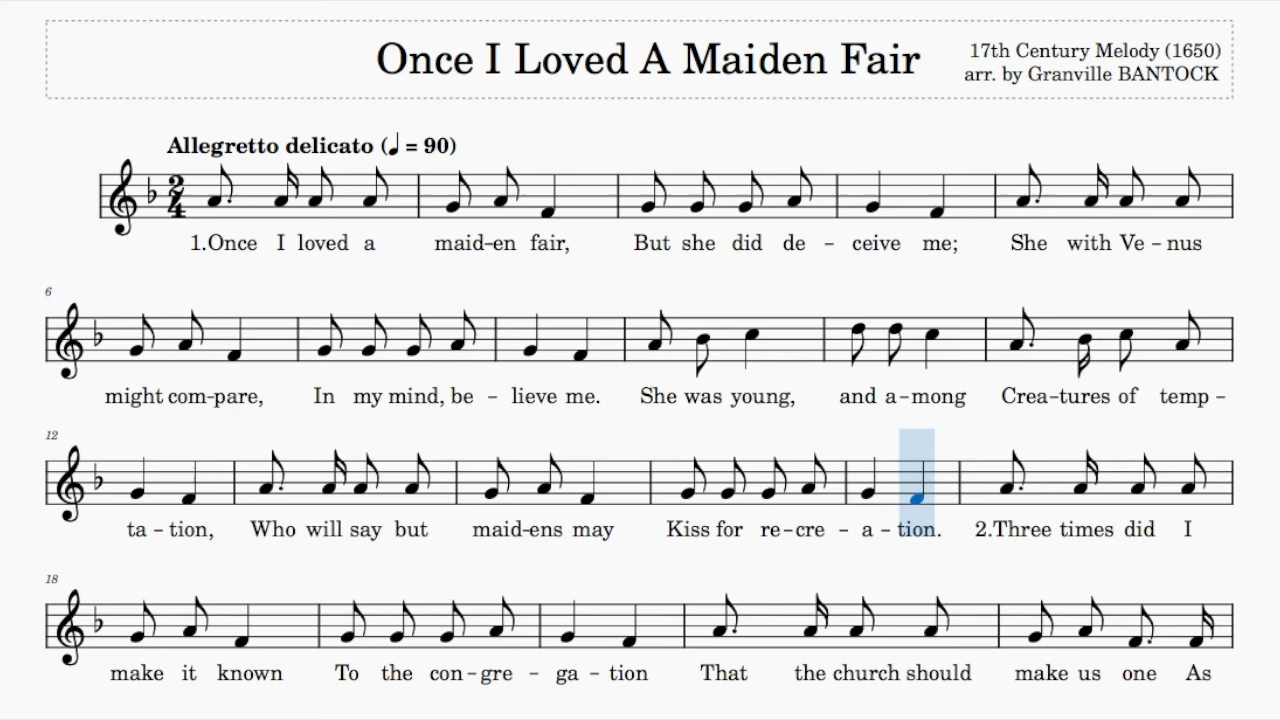 Once I Loved A Maiden Fair
17th Century Melody (1650)
arr. by Granville BANTOCK
Allegretto delicato (♩ = 90)
2
4
1.Once I loved a maid-en fair, But she did de - ceive me; She with Ve - nus
6
might com-pare, In my mind, be - lieve me. She was young, and a-mong Crea-tures of temp -
12
ta - tion, Who will say but maid-ens may Kiss for re-cre - a - tion. 2.Three times did I
18
make it known To the con-gre - ga - tion That the church should make us one As